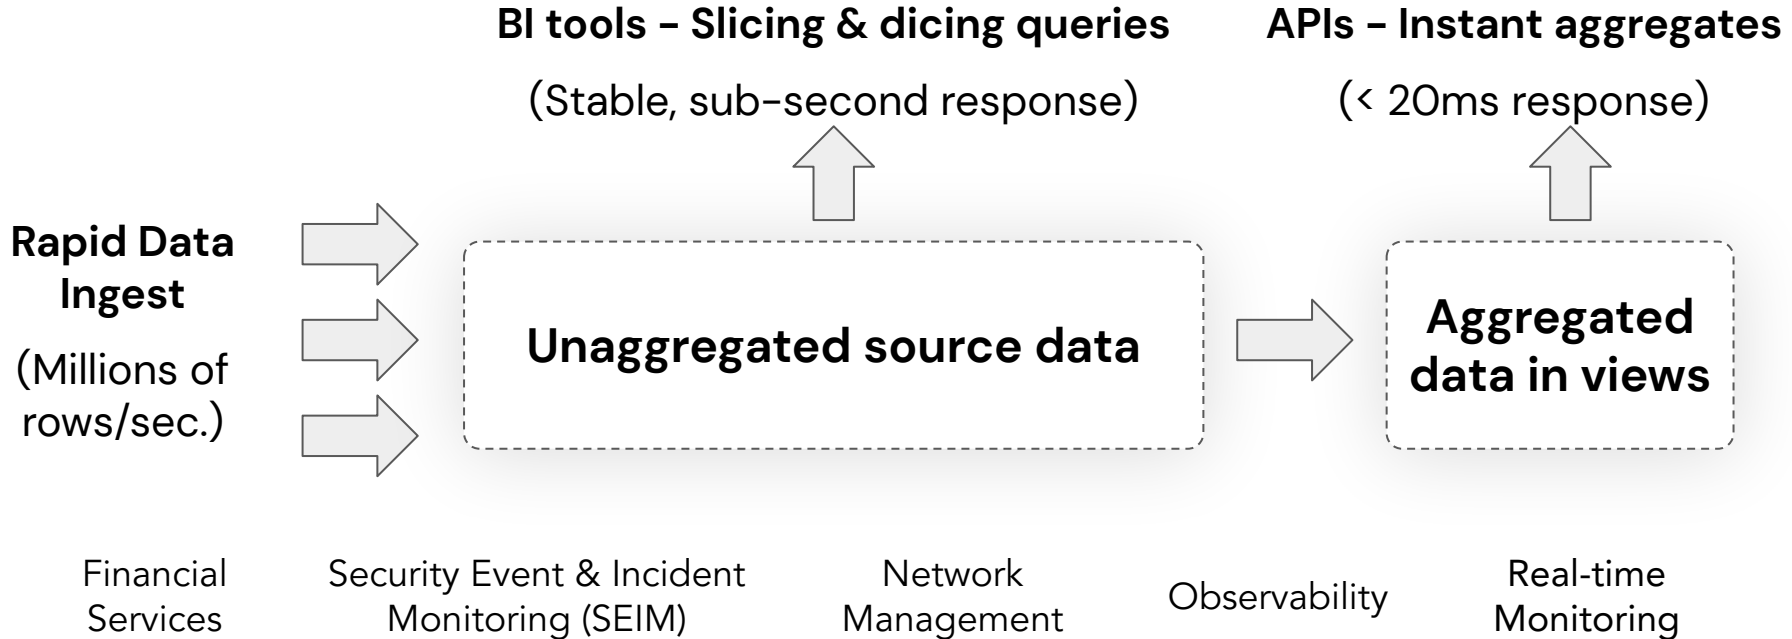 BI tools – Slicing & dicing queries
(Stable, sub-second response)
APIs – Instant aggregates
(< 20ms response)
Rapid Data
Ingest
(Millions of
rows/sec.)
Unaggregated source data
Aggregated
data in views
Financial
Services
Security Event & Incident
Monitoring (SEIM)
Network
Management
Observability
Real-time
Monitoring